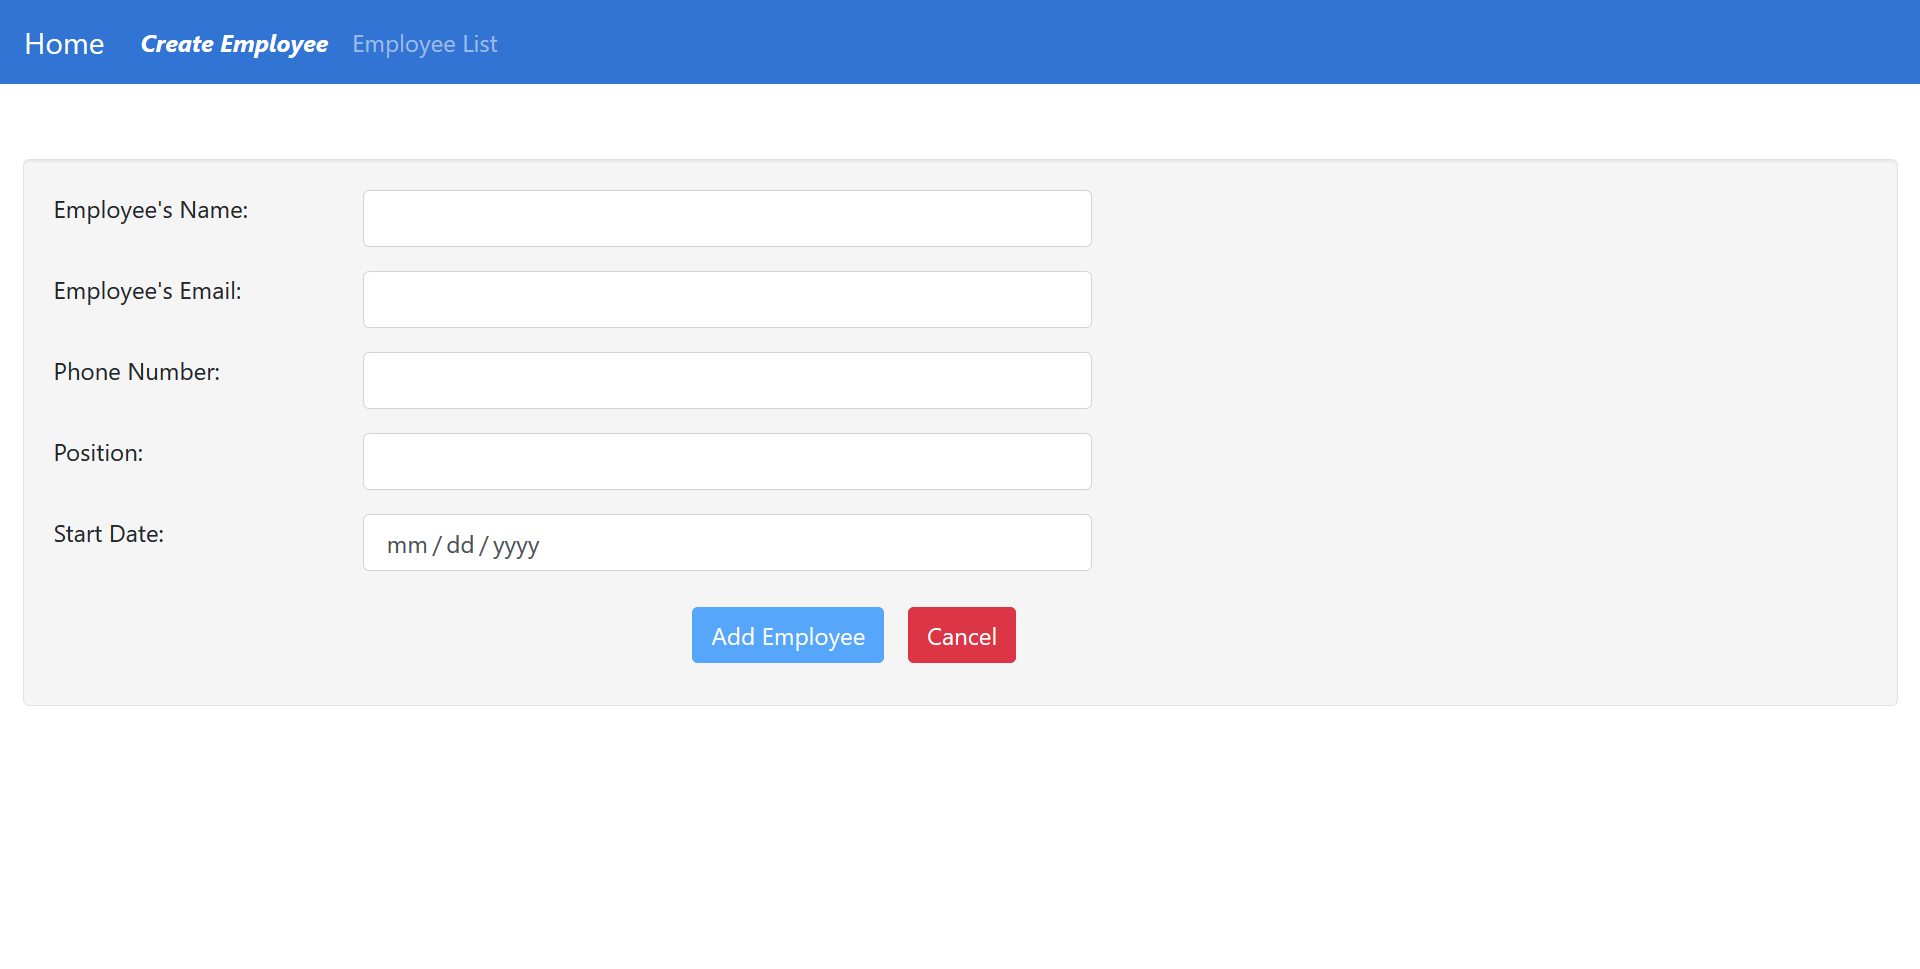 Home Create Employee Employee List
Employee's Name:
Employee's Email:
Phone Number:
Position:
Start Date: mm/dd/yyyy
Add Employee Cancel